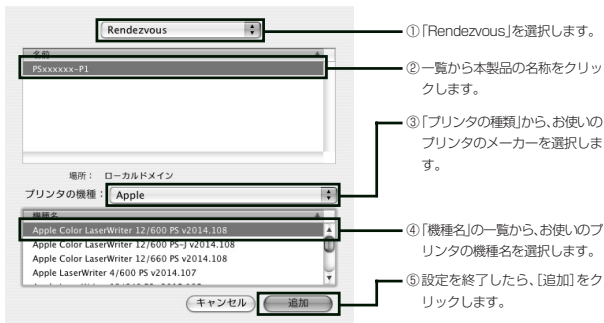 Rendezvous
名前
PSxxxxxx-P1
場所： ローカルドメイン
プリンタの機種： Apple
機種名
Apple Color LaserWriter 12/600 PS v2014.108
Apple Color LaserWriter 12/600 PS-J v2014.108
Apple Color LaserWriter 12/660 PS v2014.108
Apple LaserWriter 4/600 PS v2014.107
キャンセル 追加
①「Rendezvous」を選択します。
②一覧から本製品の名称をクリッ
クします。
③「プリンタの種類」から、お使いの
プリンタのメーカーを選択しま
す。
④「機種名」の一覧から、お使いのプ
リンタの機種名を選択します。
⑤設定を終了したら、[追加]をク
リックします。